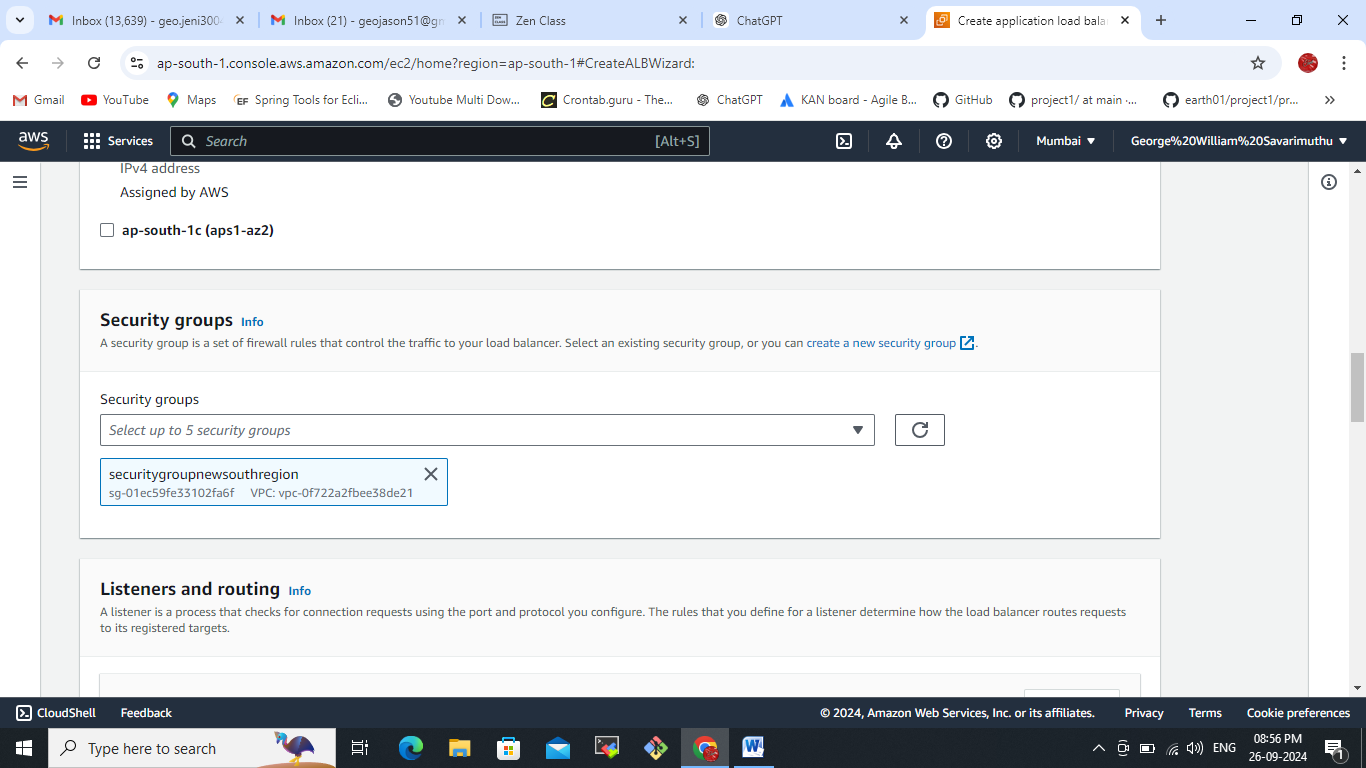 Inbox (13,639) - geo.jeni300
Inbox (21) - geojason51@gm
Zen Class
ChatGPT
Create application load bala
ap-south-1.console.aws.amazon.com/ec2/home?region=ap-south-1#CreateALBWizard:
Gmail
YouTube
Maps
EF Spring Tools for Ecli...
Youtube Multi Dow...
Crontab.guru - The...
ChatGPT
KAN board - Agile B...
GitHub
project1/ at main ·...
earth01/project1/pr...
aws
Services
Search
[Alt+S]
Mumbai
George%20William%20Savarimuthu
IPv4 address
Assigned by AWS
ap-south-1c (aps1-az2)
Security groups Info
A security group is a set of firewall rules that control the traffic to your load balancer. Select an existing security group, or you can create a new security group.
Security groups
Select up to 5 security groups
securitygroupnewsouthregion
sg-01ec59fe33102fa6f VPC: vpc-0f722a2fbee38de21
Listeners and routing Info
A listener is a process that checks for connection requests using the port and protocol you configure. The rules that you define for a listener determine how the load balancer routes requests
to its registered targets.
CloudShell
Feedback
© 2024, Amazon Web Services, Inc. or its affiliates.
Privacy
Terms
Cookie preferences
Type here to search
ENG
08:56 PM
26-09-2024
1